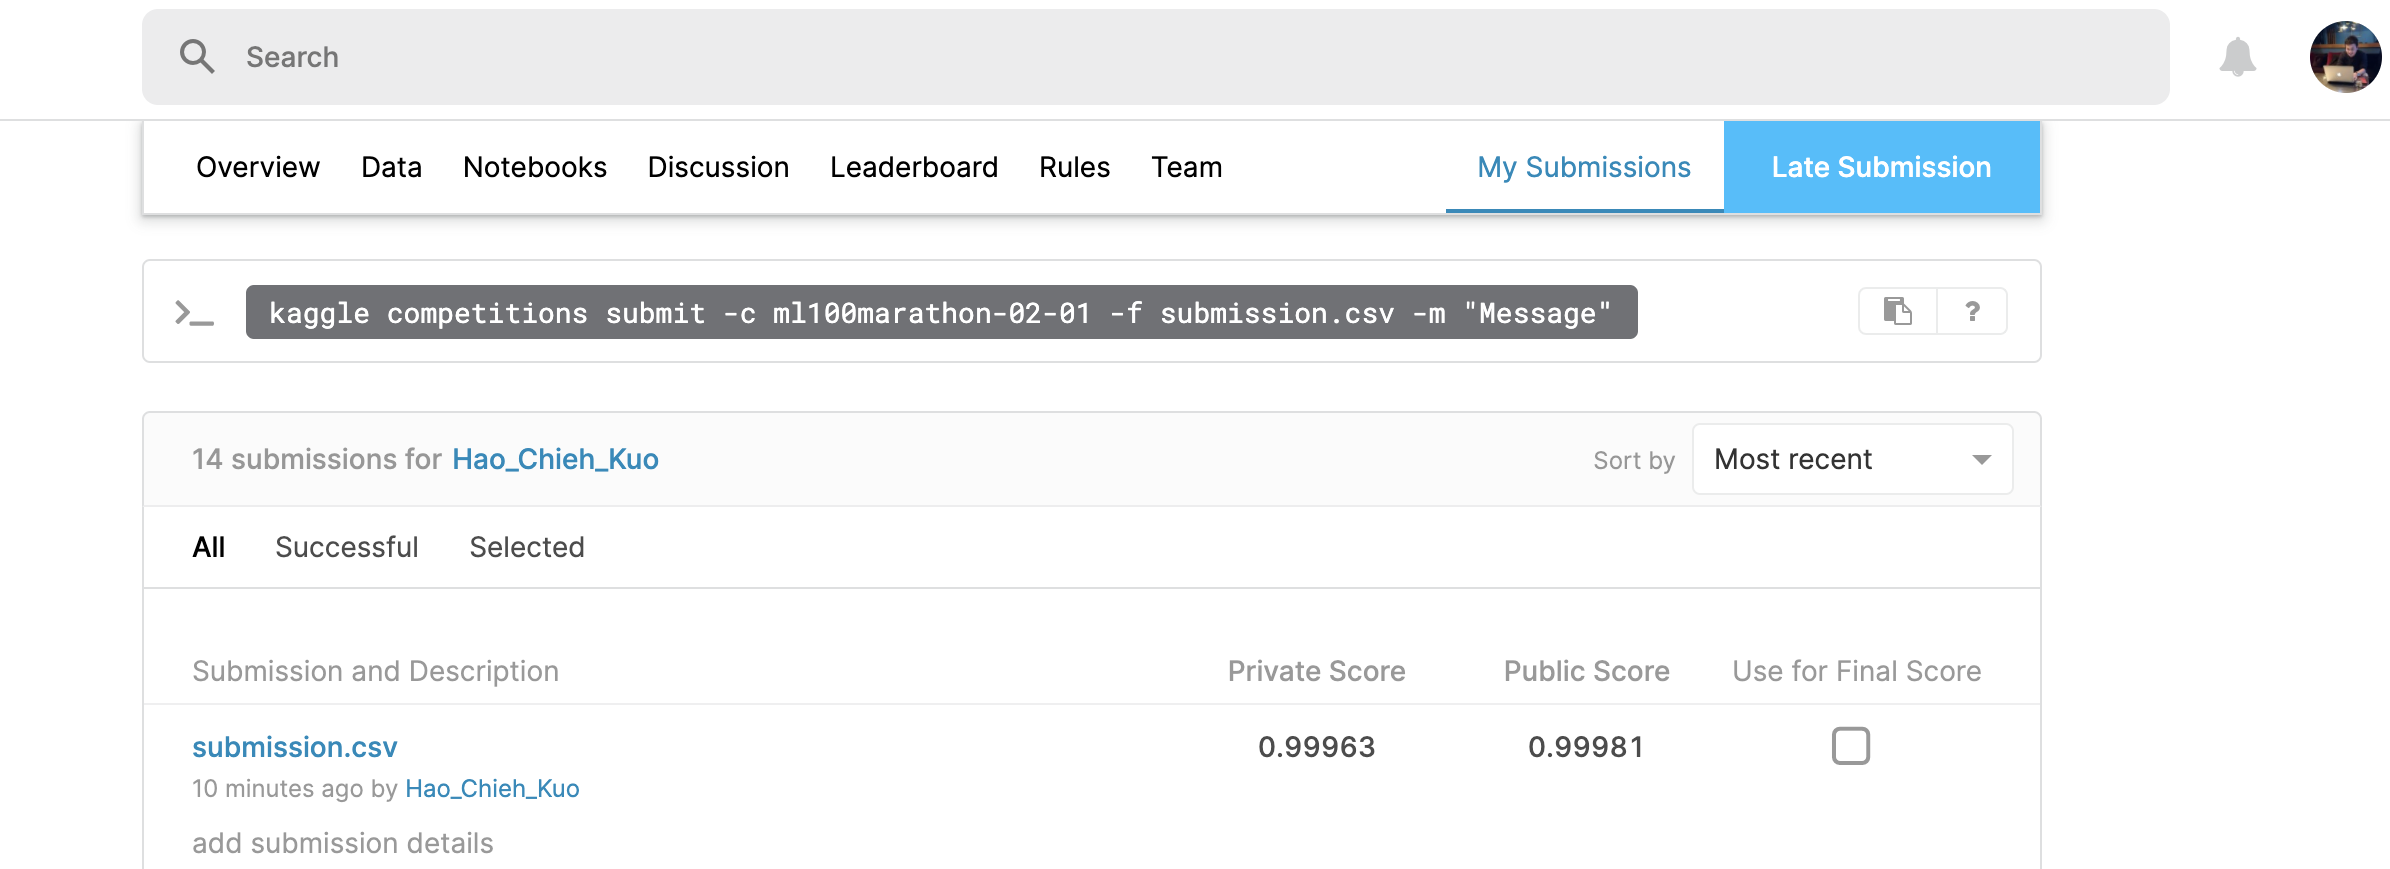 Search
Overview Data Notebooks Discussion Leaderboard Rules Team My Submissions Late Submission
>_ kaggle competitions submit -c ml100marathon-02-01 -f submission.csv -m "Message" ?
14 submissions for Hao_Chieh_Kuo Sort by Most recent
All Successful Selected
Submission and Description Private Score Public Score Use for Final Score
submission.csv 0.99963 0.99981
10 minutes ago by Hao_Chieh_Kuo
add submission details